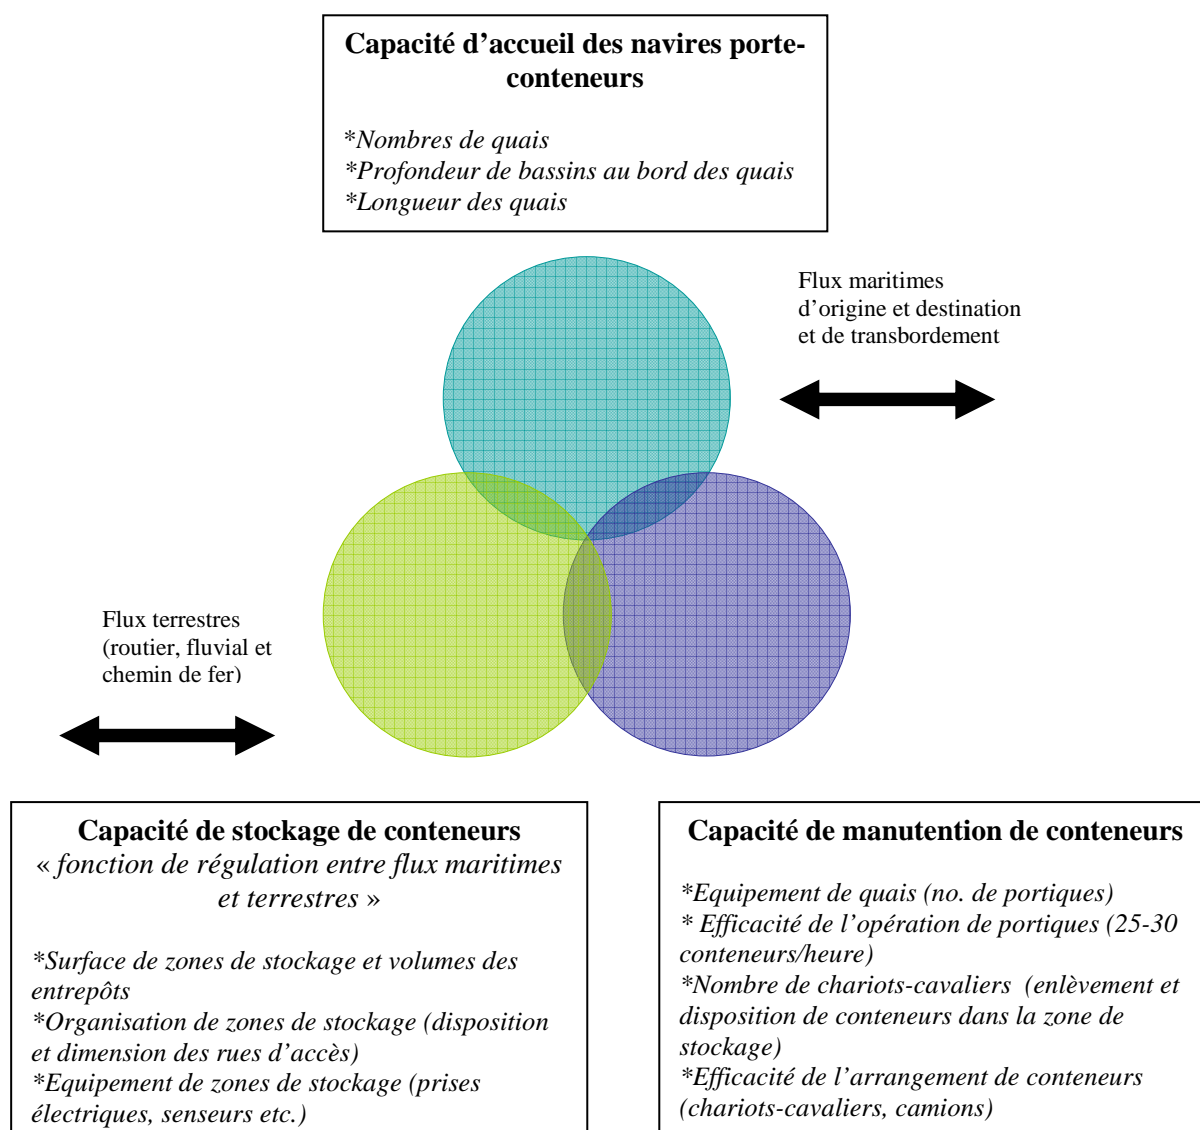 Capacité d’accueil des navires porte-
conteneurs
*Nombres de quais
*Profondeur de bassins au bord des quais
*Longueur des quais
Flux maritimes
d’origine et destination
et de transbordement
Flux terrestres
(routier, fluvial et
chemin de fer)
Capacité de stockage de conteneurs
« fonction de régulation entre flux maritimes
et terrestres »
*Surface de zones de stockage et volumes des
entrepôts
*Organisation de zones de stockage (disposition
et dimension des rues d’accès)
*Equipement de zones de stockage (prises
électriques, senseurs etc.)
Capacité de manutention de conteneurs
*Equipement de quais (no. de portiques)
* Efficacité de l’opération de portiques (25-30
conteneurs/heure)
*Nombre de chariots-cavaliers (enlèvement et
disposition de conteneurs dans la zone de
stockage)
*Efficacité de l’arrangement de conteneurs
(chariots-cavaliers, camions)